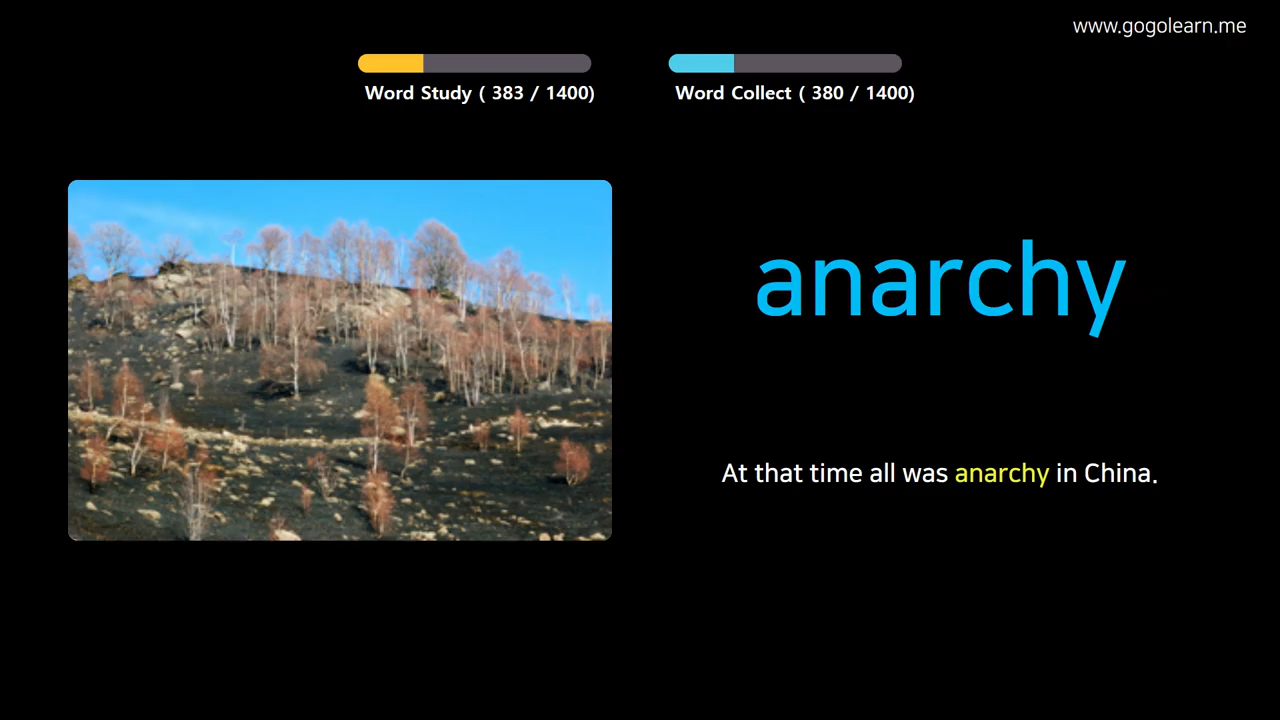 www.gogolearn.me
Word Study ( 383 / 1400)
Word Collect ( 380 / 1400)
anarchy
At that time all was anarchy in China.